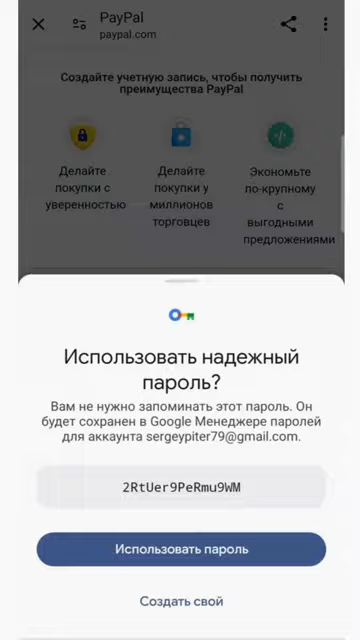 PayPal
paypal.com
Создайте учетную запись, чтобы получить
преимущества PayPal
Делайте
покупки с
уверенностью
Делайте
покупки у
миллионов
торговцев
Экономьте
по-крупному
с
выгодными
предложениями
Использовать надежный
пароль?
Вам не нужно запоминать этот пароль. Он
будет сохранен в Google Менеджере паролей
для аккаунта sergeypiter79@gmail.com.
2RtUer9PeRmu9WM
Использовать пароль
Создать свой